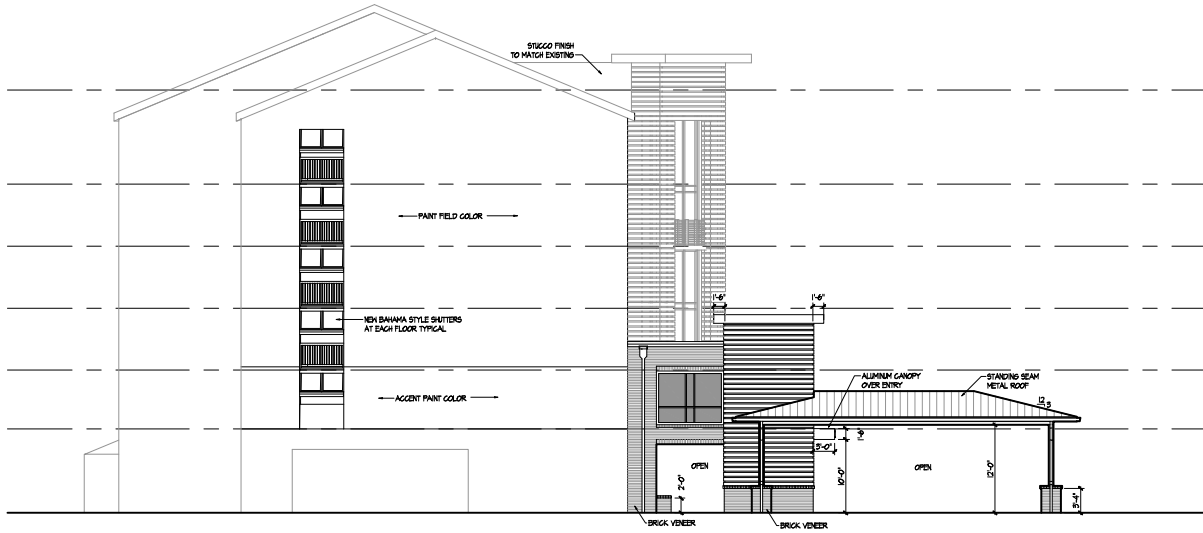 STUCCO FINISH
TO MATCH EXISTING
PAINT FIELD COLOR
1'-6"
1'-6"
NEW BAHAMA STYLE SHUTTERS
AT EACH FLOOR TYPICAL
ALUMINUM CANOPY
OVER ENTRY
STANDING SEAM
METAL ROOF
ACCENT PAINT COLOR
12
3
1'-6"
5'-0"
OPEN
OPEN
2'-0"
10'-0"
12'-0"
3'-4"
BRICK VENEER
BRICK VENEER